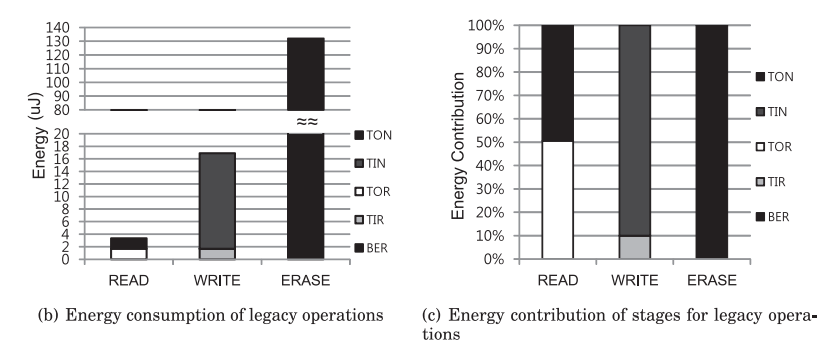 140
130
120
110
100
90
80
20
18
16
14
12
10
8
6
4
2
0
Energy (uJ)
≈≈
READ WRITE ERASE
TON
TIN
TOR
TIR
BER
(b) Energy consumption of legacy operations
100%
90%
80%
70%
60%
50%
40%
30%
20%
10%
0%
Energy Contribution
READ WRITE ERASE
TON
TIN
TOR
TIR
BER
(c) Energy contribution of stages for legacy opera-
tions